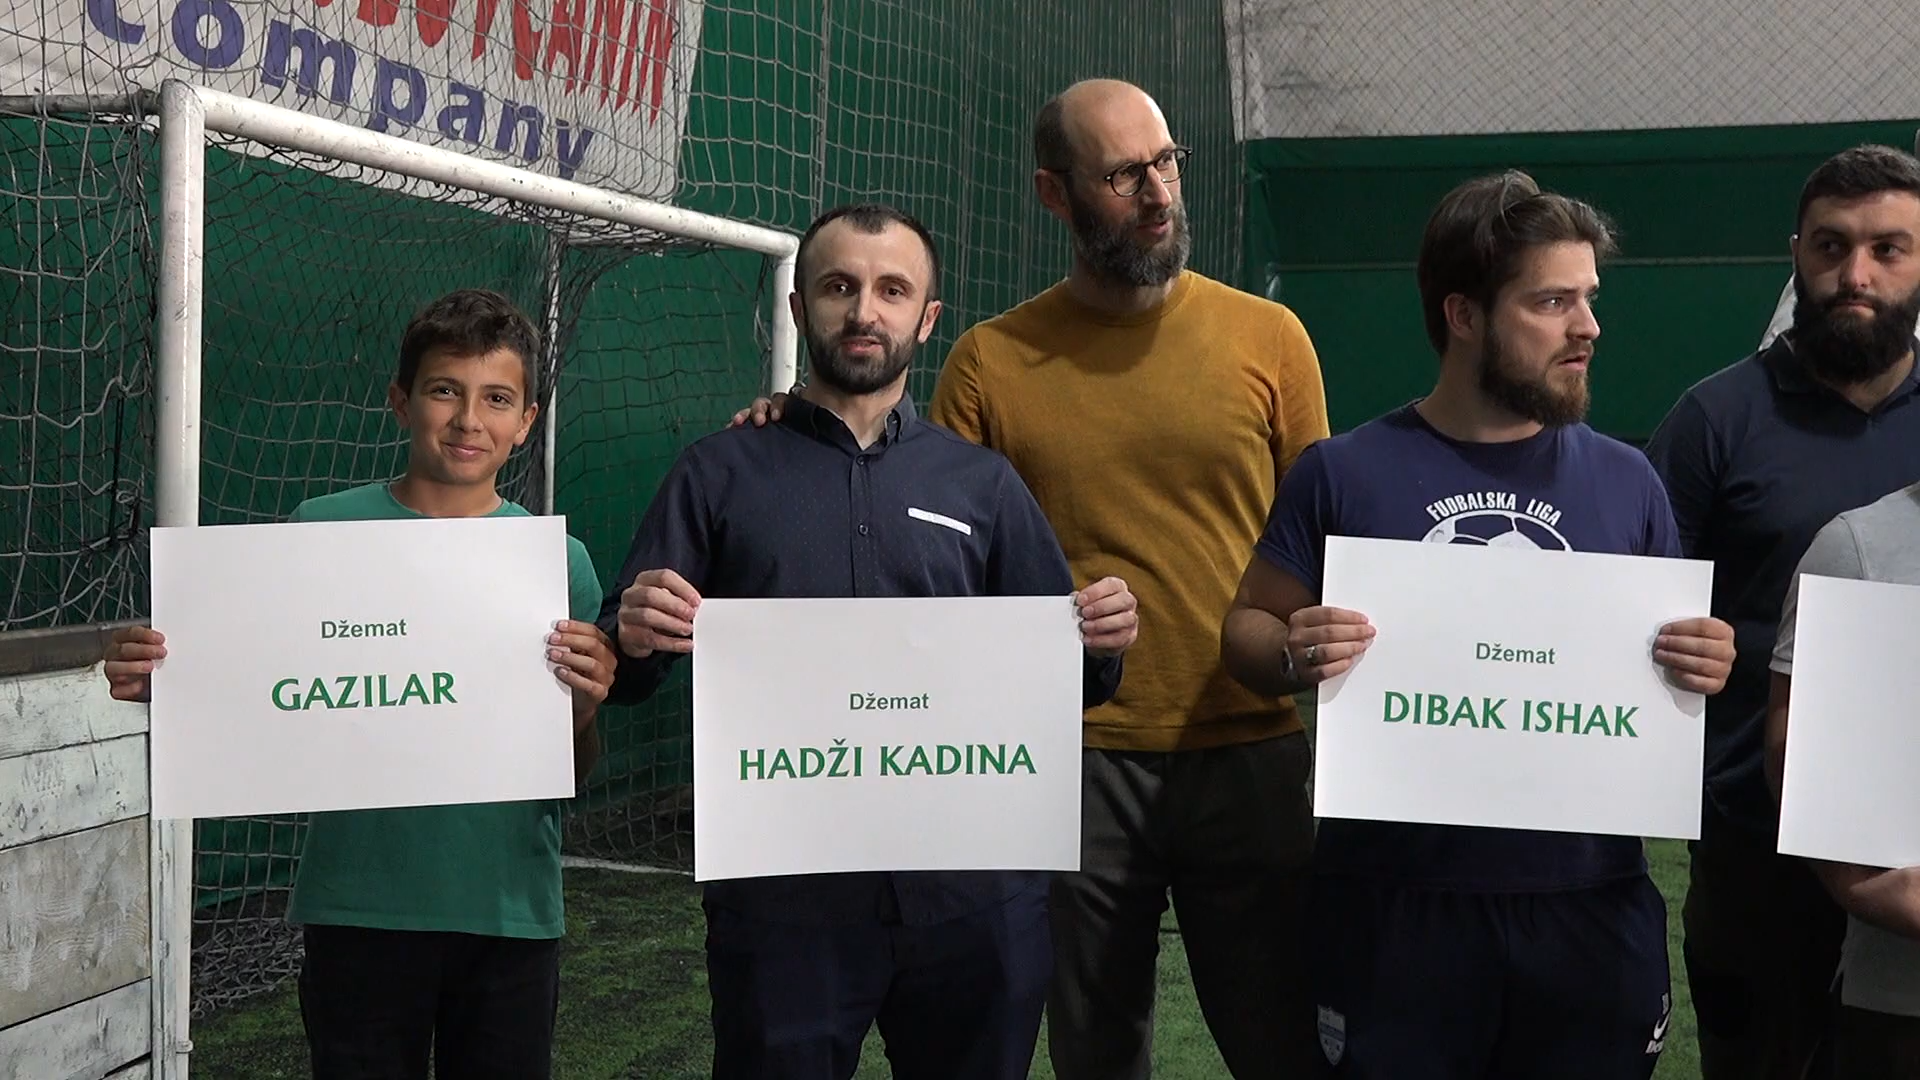 Company
Džemat
GAZILAR
Džemat
HADŽI KADINA
FUDBALSKA LIGA
Džemat
DIBAK ISHAK